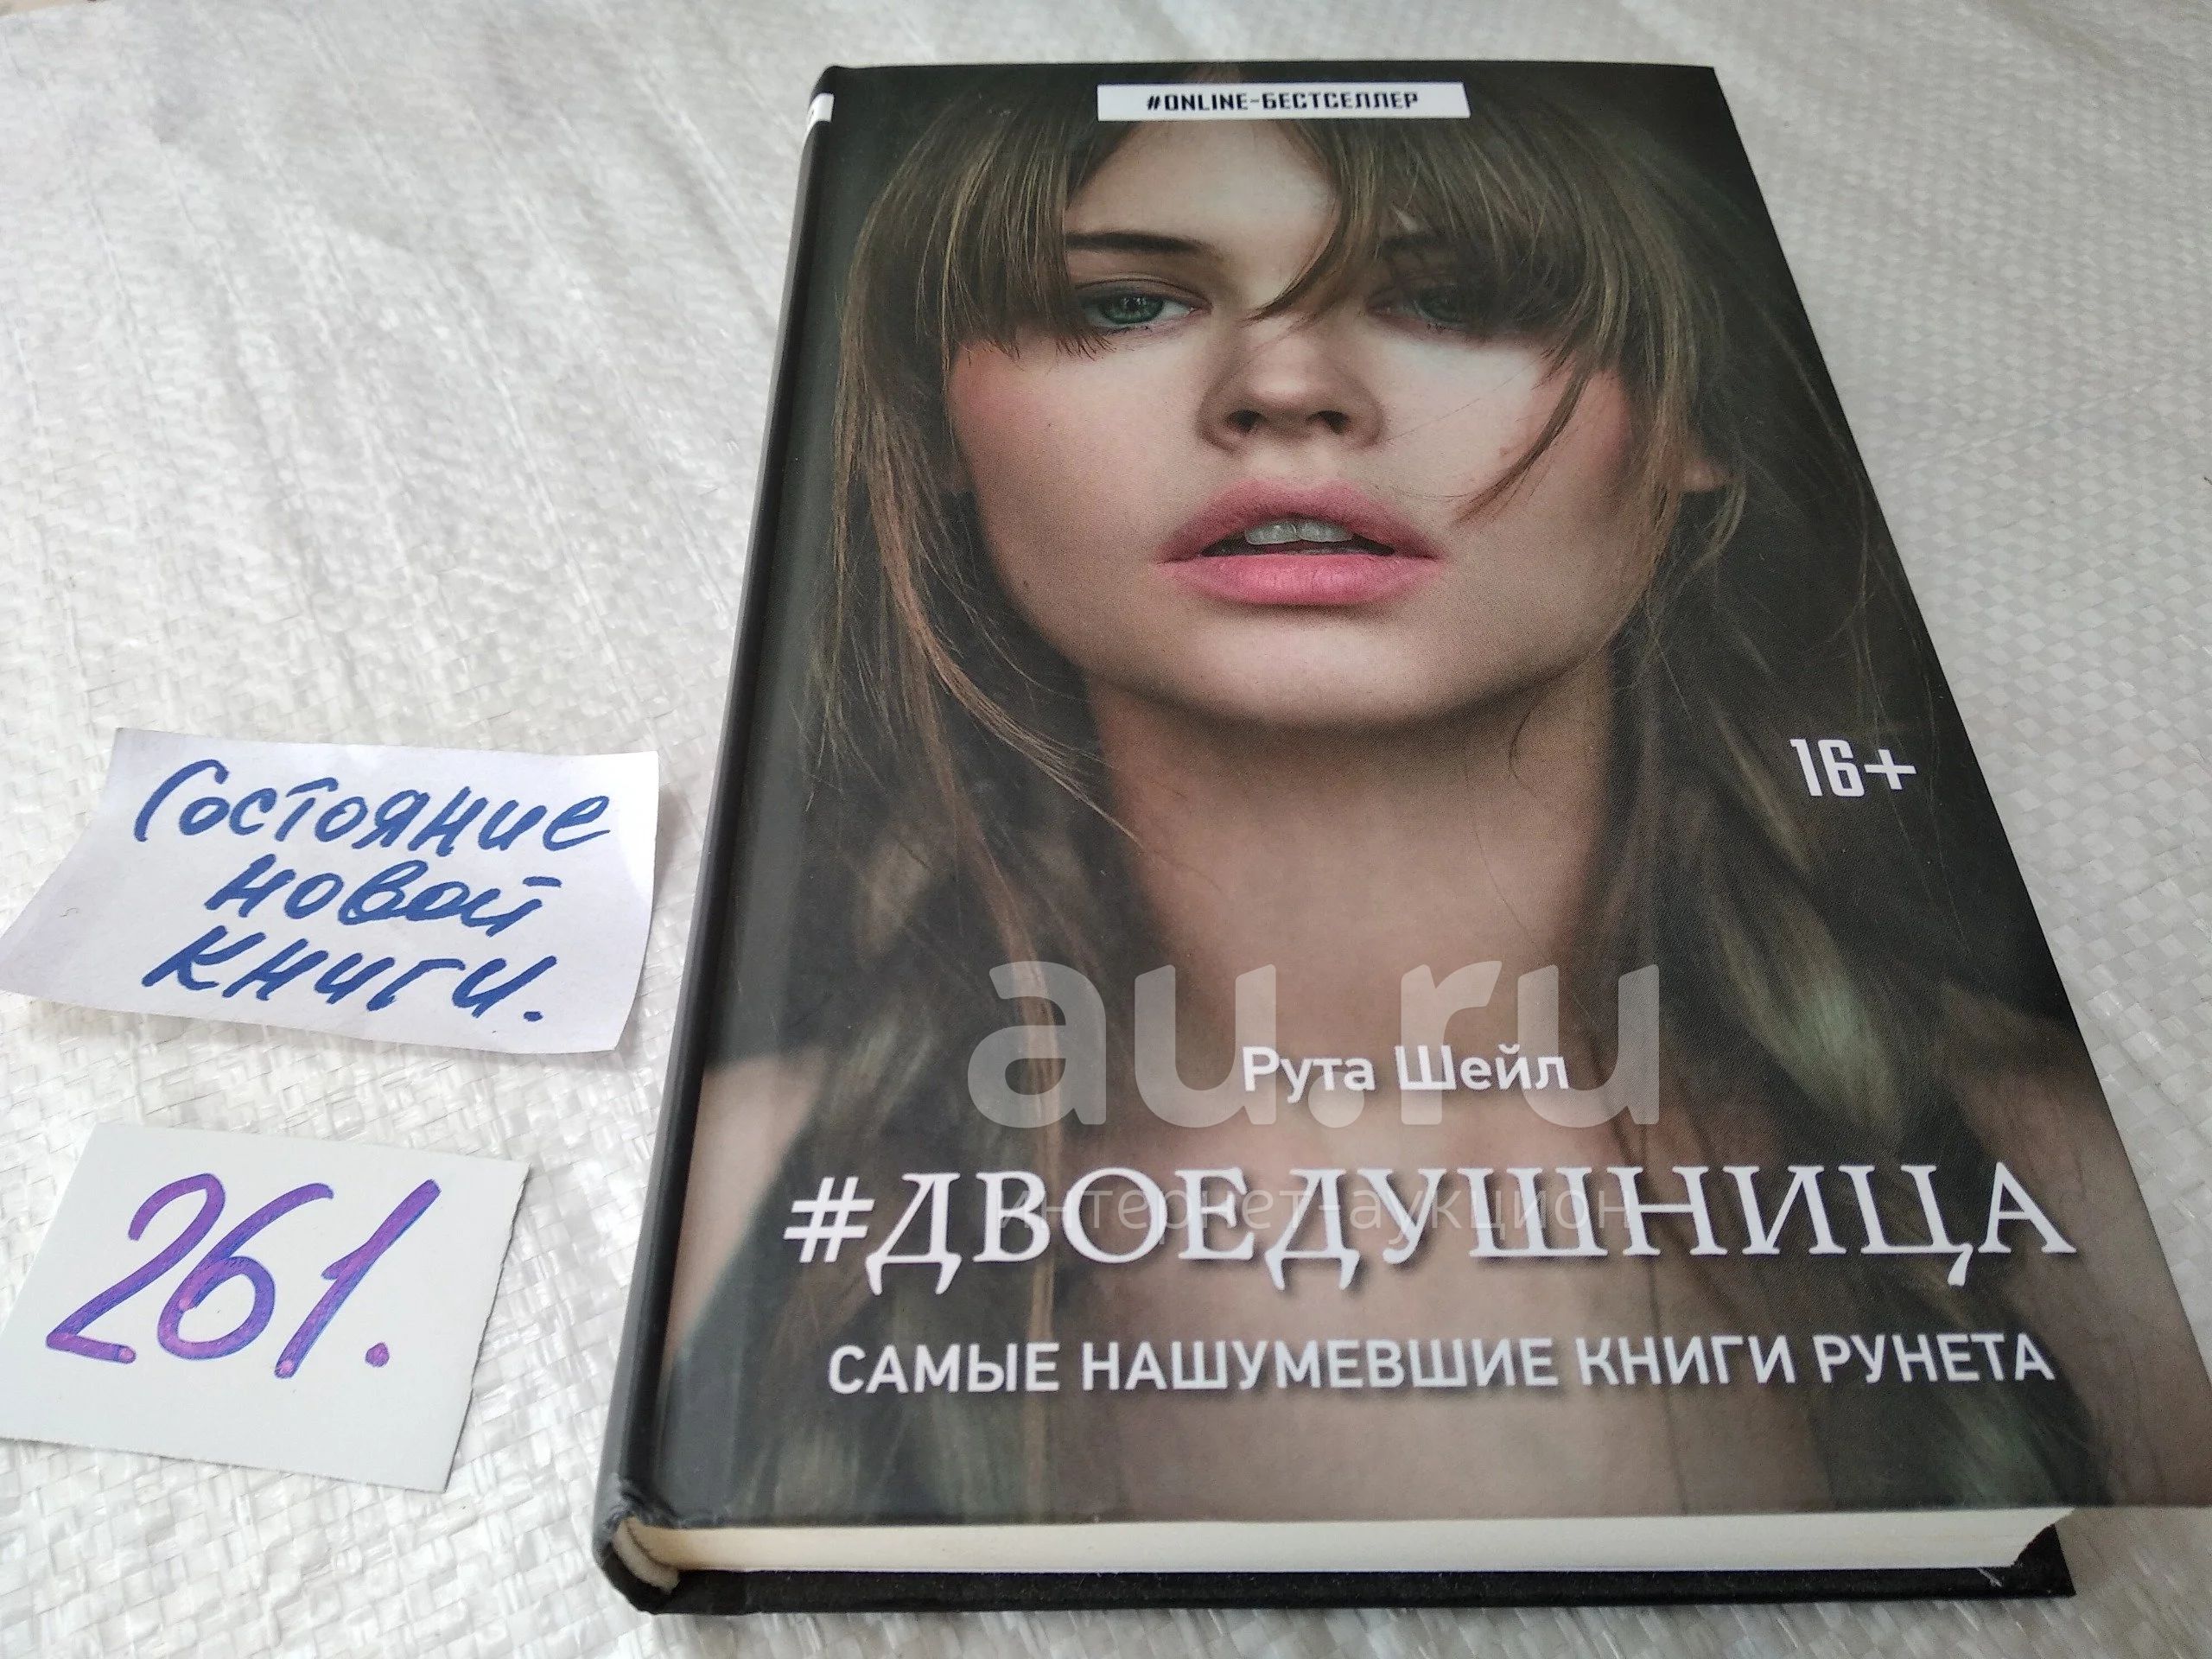 #ONLINE-БЕСТСЕЛЛЕР
16+
Состояние
новой
книги.
261.
au.ru
интернет-аукцион
Рута Шейл
#ДВОЕДУШНИЦА
САМЫЕ НАШУМЕВШИЕ КНИГИ РУНЕТА